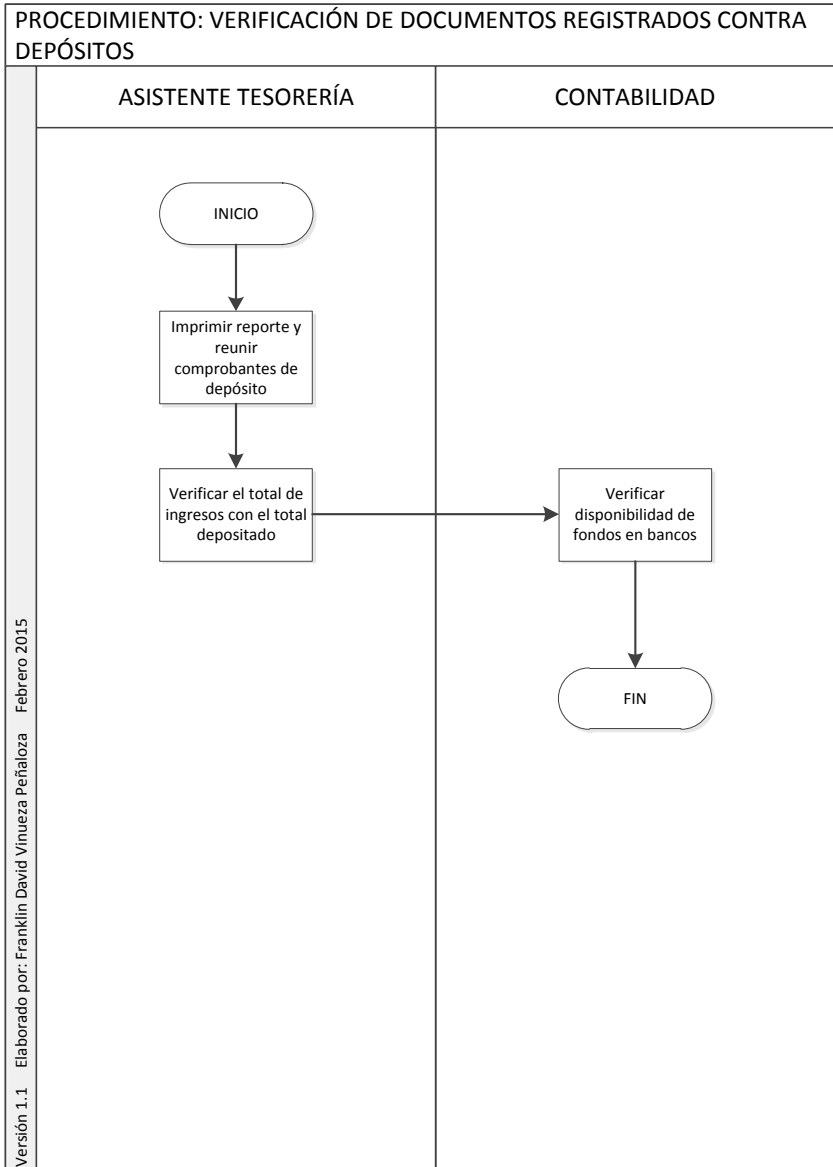 PROCEDIMIENTO: VERIFICACIÓN DE DOCUMENTOS REGISTRADOS CONTRA
DEPÓSITOS
ASISTENTE TESORERÍA
CONTABILIDAD
INICIO
Imprimir reporte y
reunir
comprobantes de
depósito
Verificar el total de
ingresos con el total
depositado
Verificar
disponibilidad de
fondos en bancos
FIN
Versión 1.1 Elaborado por: Franklin David Vinueza Peñaloza Febrero 2015